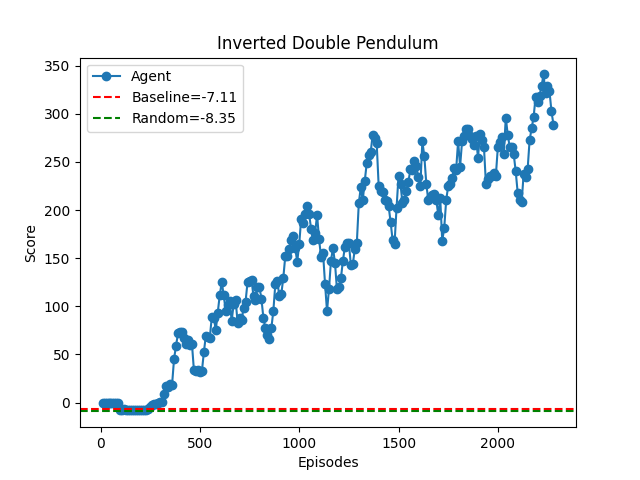 Inverted Double Pendulum
Agent
Baseline=-7.11
Random=-8.35
Score
350
300
250
200
150
100
50
0
0 500 1000 1500 2000
Episodes